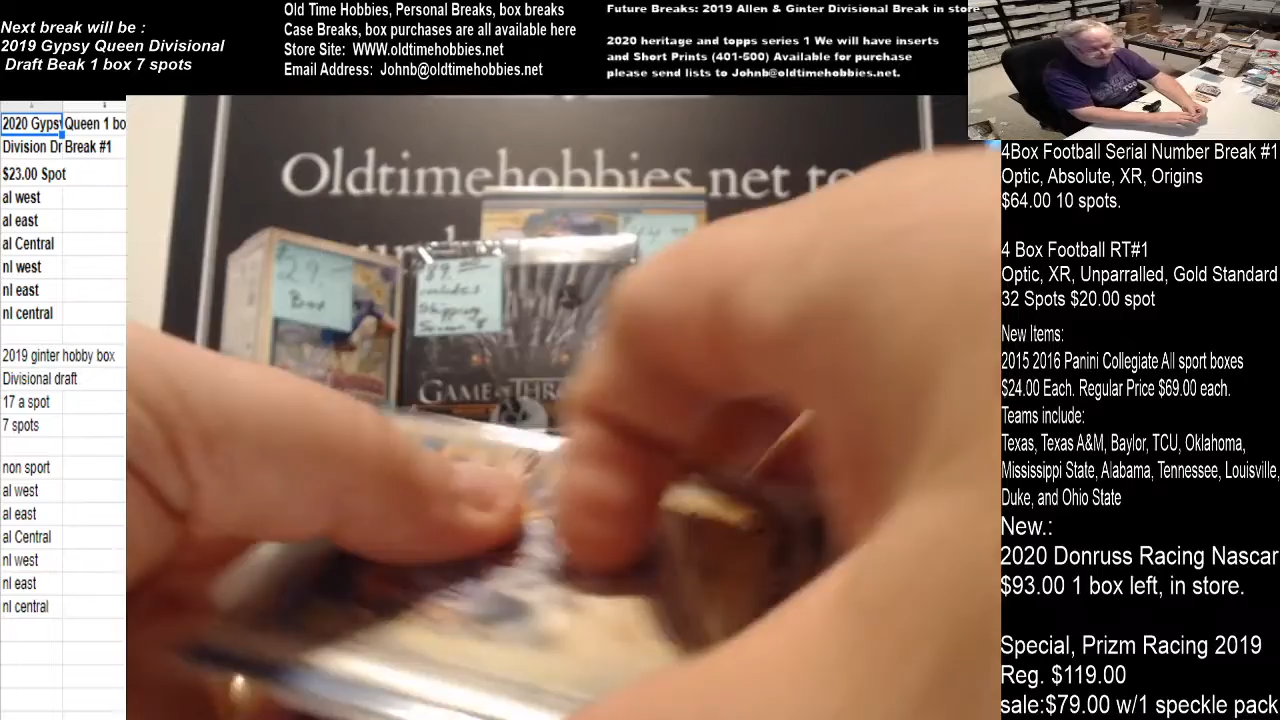 Next break will be :
2019 Gypsy Queen Divisional
Draft Beak 1 box 7 spots
Old Time Hobbies, Personal Breaks, box breaks
Case Breaks, box purchases are all available here
Store Site: WWW.oldtimehobbies.net
Email Address: Johnb@oldtimehobbies.net
Future Breaks: 2019 Allen & Ginter Divisional Break in store
2020 heritage and topps series 1 We will have inserts
and Short Prints (401-500) Available for purchase
please send lists to Johnb@oldtimehobbies.net.
2020 Gypsy Queen 1 bo
Division Dr Break #1
$23.00 Spot
al west
al east
al Central
nl west
nl east
nl central
2019 ginter hobby box
Divisional draft
17 a spot
7 spots
non sport
al west
al east
al Central
nl west
nl east
nl central
Oldtimehobbies net
29
Box
89
includes
Shipping
GAME OF THR
4Box Football Serial Number Break #1
Optic, Absolute, XR, Origins
$64.00 10 spots.
4 Box Football RT#1
Optic, XR, Unparralled, Gold Standard
32 Spots $20.00 spot
New Items:
2015 2016 Panini Collegiate All sport boxes
$24.00 Each. Regular Price $69.00 each.
Teams include:
Texas, Texas A&M, Baylor, TCU, Oklahoma,
Mississippi State, Alabama, Tennessee, Louisville,
Duke, and Ohio State
New.:
2020 Donruss Racing Nascar
$93.00 1 box left, in store.
Special, Prizm Racing 2019
Reg. $119.00
sale:$79.00 w/1 speckle pack